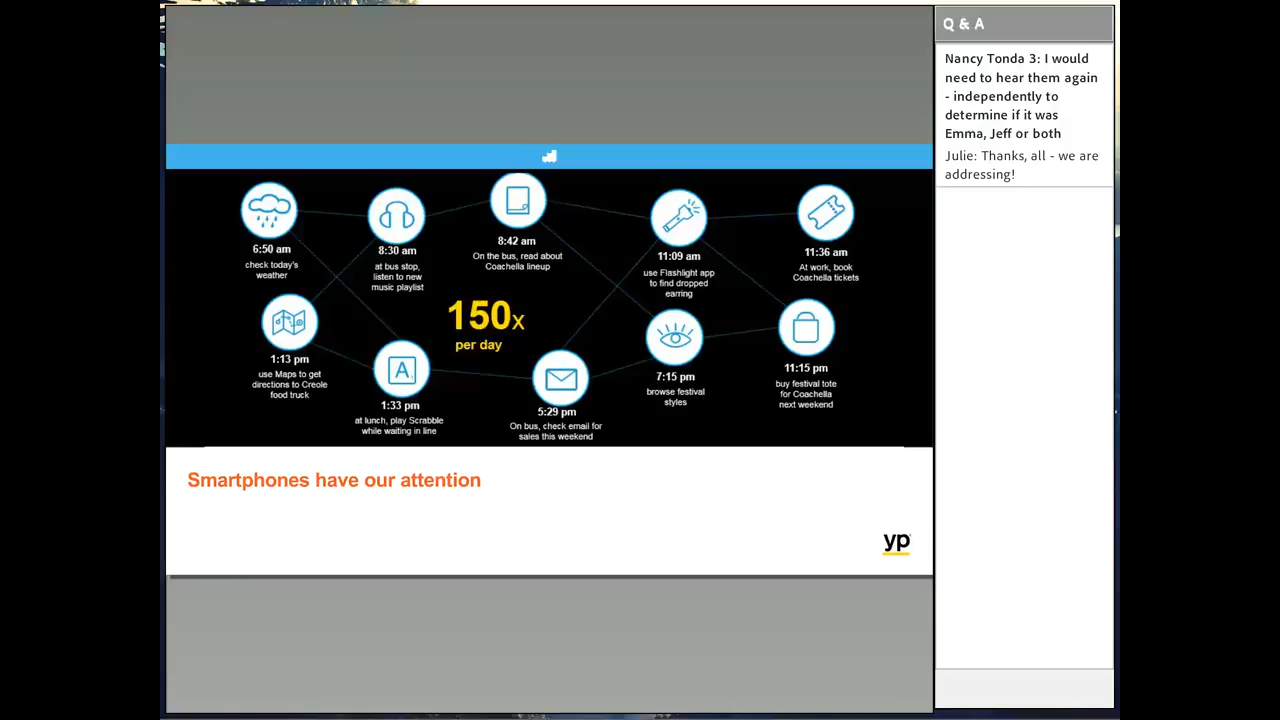 Q & A
Nancy Tonda 3: I would
need to hear them again
- independently to
determine if it was
Emma, Jeff or both
Julie: Thanks, all - we are
addressing!
6:50 am
check today's
weather
8:30 am
at bus stop,
listen to new
music playlist
8:42 am
On the bus, read about
Coachella lineup
11:09 am
use Flashlight app
to find dropped
earring
11:36 am
At work, book
Coachella tickets
150x
per day
1:13 pm
use Maps to get
directions to Creole
food truck
A
1:33 pm
at lunch, play Scrabble
while waiting in line
5:29 pm
On bus, check email for
sales this weekend
7:15 pm
browse festival
styles
11:15 pm
buy festival tote
for Coachella
next weekend
Smartphones have our attention
yp